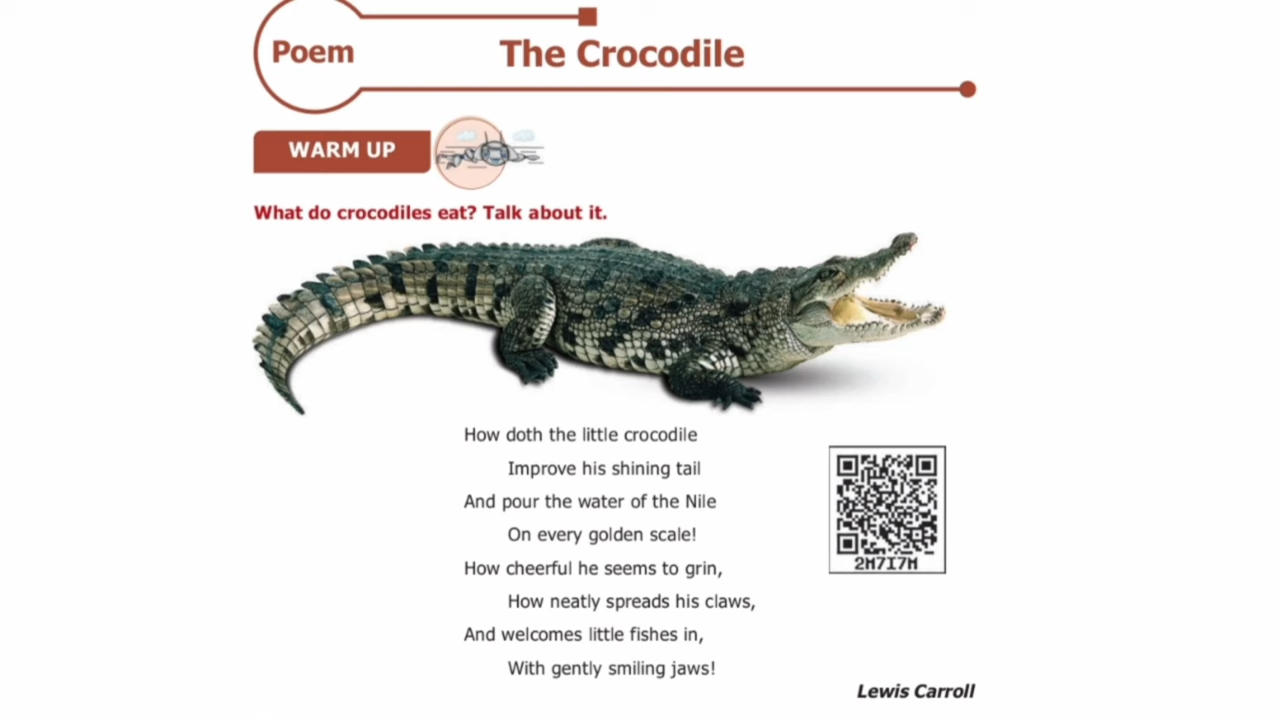 Poem
The Crocodile
WARM UP
What do crocodiles eat? Talk about it.
How doth the little crocodile
Improve his shining tail
And pour the water of the Nile
On every golden scale!
How cheerful he seems to grin,
How neatly spreads his claws,
And welcomes little fishes in,
With gently smiling jaws!
2M7I7M
Lewis Carroll